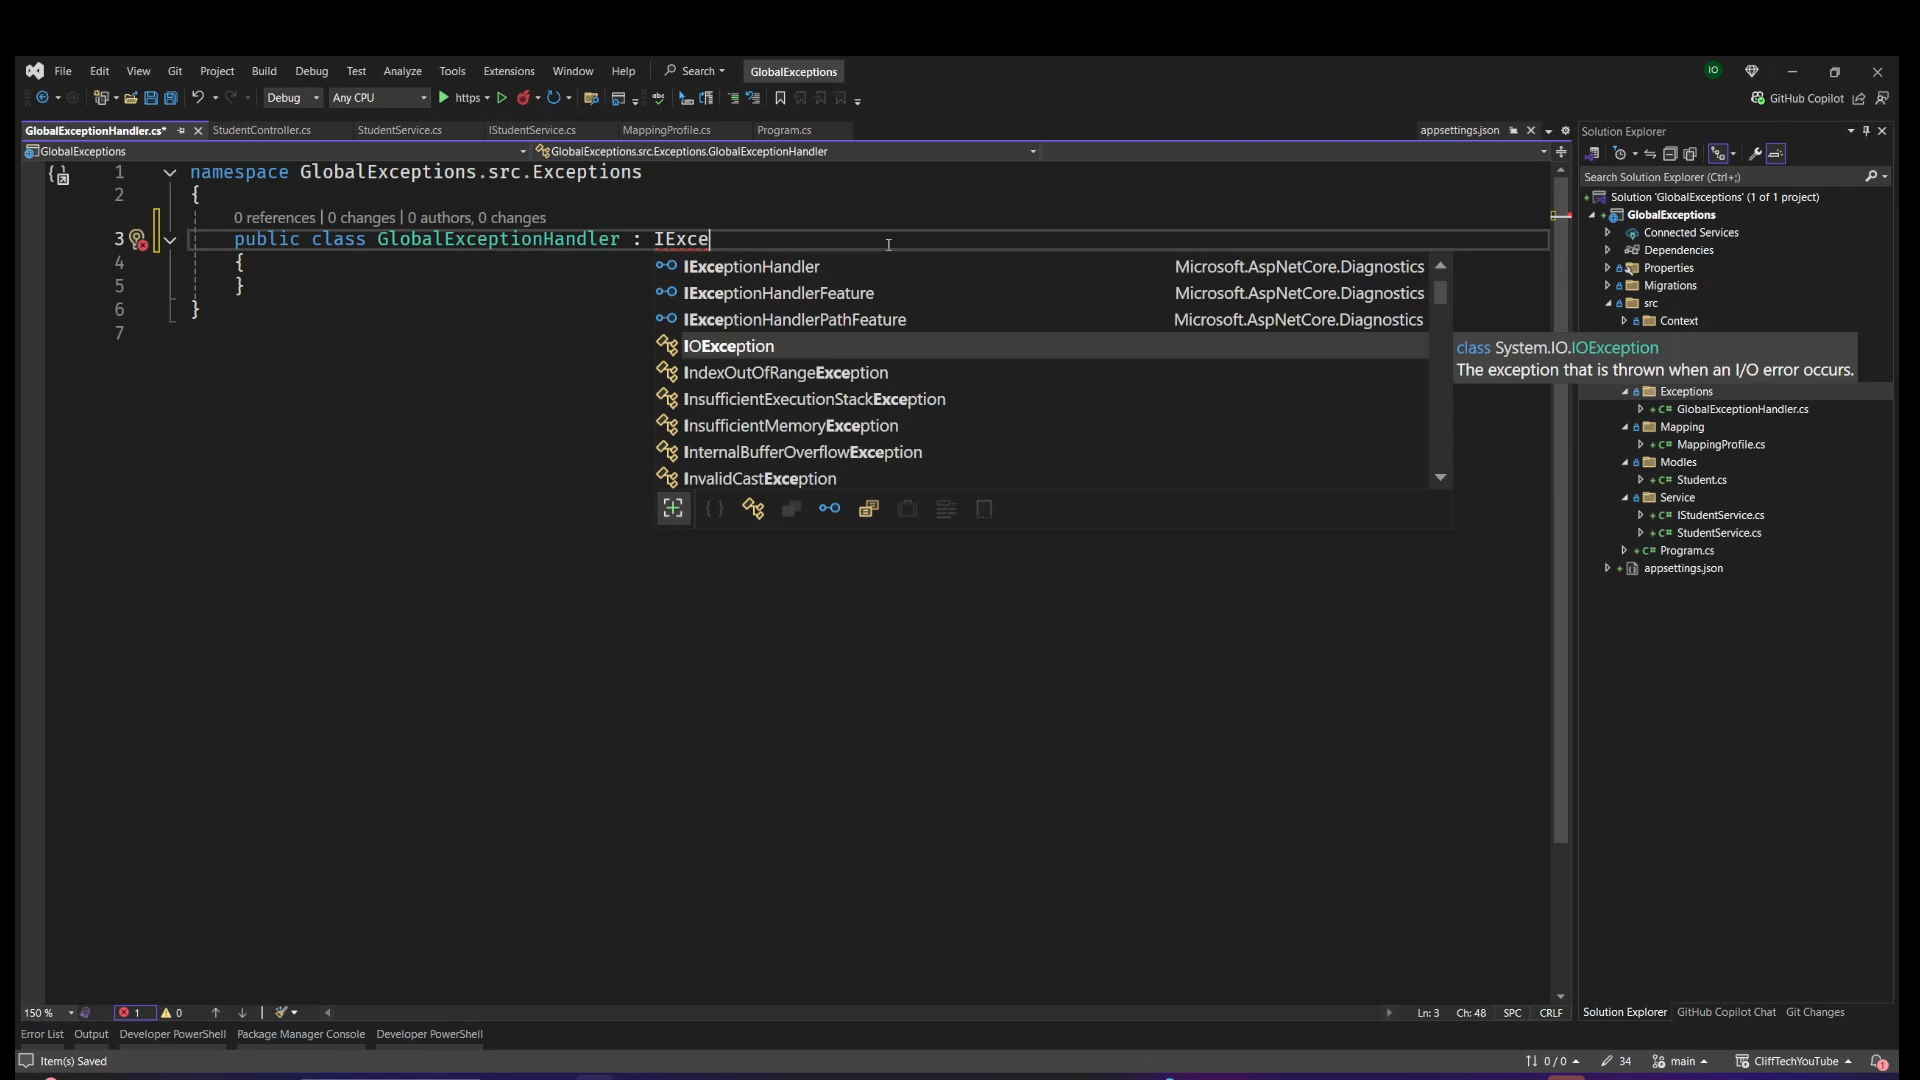 File Edit View Git Project Build Debug Test Analyze Tools Extensions Window Help Search GlobalExceptions IO
Debug Any CPU https GitHub Copilot
GlobalExceptionHandler.cs* StudentController.cs StudentService.cs IStudentService.cs MappingProfile.cs Program.cs appsettings.json
GlobalExceptions GlobalExceptions.src.Exceptions.GlobalExceptionHandler
1 namespace GlobalExceptions.src.Exceptions
2 {
0 references | 0 changes | 0 authors, 0 changes
3 public class GlobalExceptionHandler : IExce
4 {
5 }
6 }
7
IExceptionHandler Microsoft.AspNetCore.Diagnostics
IExceptionHandlerFeature Microsoft.AspNetCore.Diagnostics
IExceptionHandlerPathFeature Microsoft.AspNetCore.Diagnostics
IOException
IndexOutOfRangeException
InsufficientExecutionStackException
InsufficientMemoryException
InternalBufferOverflowException
InvalidCastException
class System.IO.IOException
The exception that is thrown when an I/O error occurs.
Solution Explorer
Search Solution Explorer (Ctrl+;)
Solution 'GlobalExceptions' (1 of 1 project)
GlobalExceptions
Connected Services
Dependencies
Properties
Migrations
src
Context
Exceptions
C# GlobalExceptionHandler.cs
Mapping
C# MappingProfile.cs
Modles
C# Student.cs
Service
C# IStudentService.cs
C# StudentService.cs
C# Program.cs
appsettings.json
150 % 1 0 Ln: 3 Ch: 48 SPC CRLF
Solution Explorer GitHub Copilot Chat Git Changes
Error List Output Developer PowerShell Package Manager Console Developer PowerShell
Item(s) Saved 0 / 0 34 main CliffTechYouTube 1